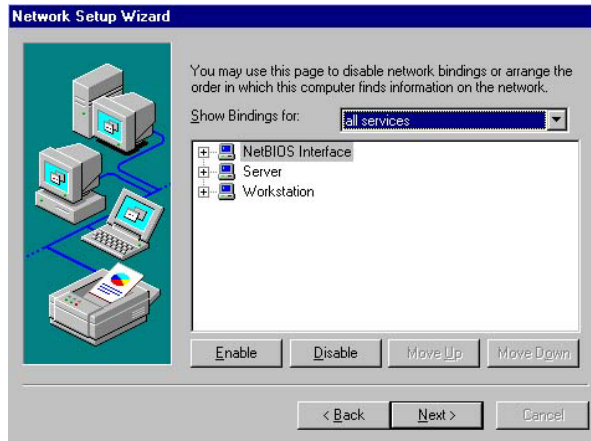 Network Setup Wizard
You may use this page to disable network bindings or arrange the
order in which this computer finds information on the network.
Show Bindings for:
all services
NetBIOS Interface
Server
Workstation
Enable
Disable
Move Up
Move Down
< Back
Next >
Cancel